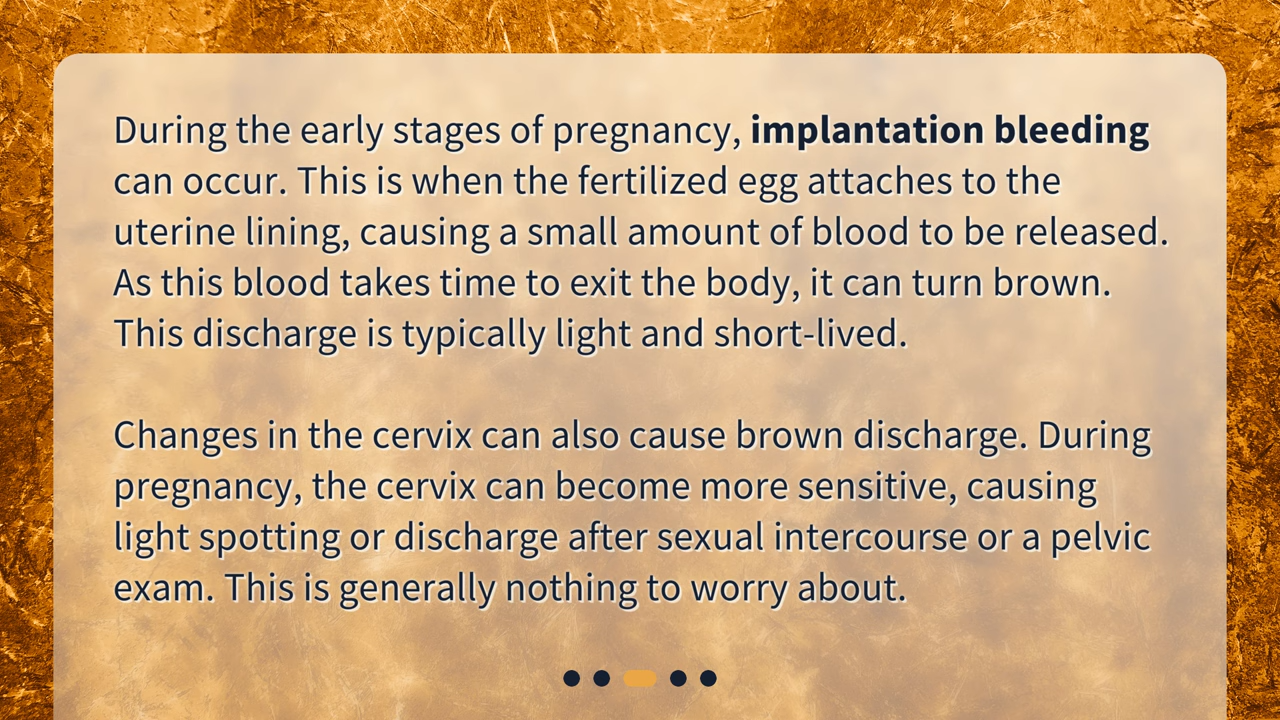 During the early stages of pregnancy, implantation bleeding
can occur. This is when the fertilized egg attaches to the
uterine lining, causing a small amount of blood to be released.
As this blood takes time to exit the body, it can turn brown.
This discharge is typically light and short-lived.
Changes in the cervix can also cause brown discharge. During
pregnancy, the cervix can become more sensitive, causing
light spotting or discharge after sexual intercourse or a pelvic
exam. This is generally nothing to worry about.